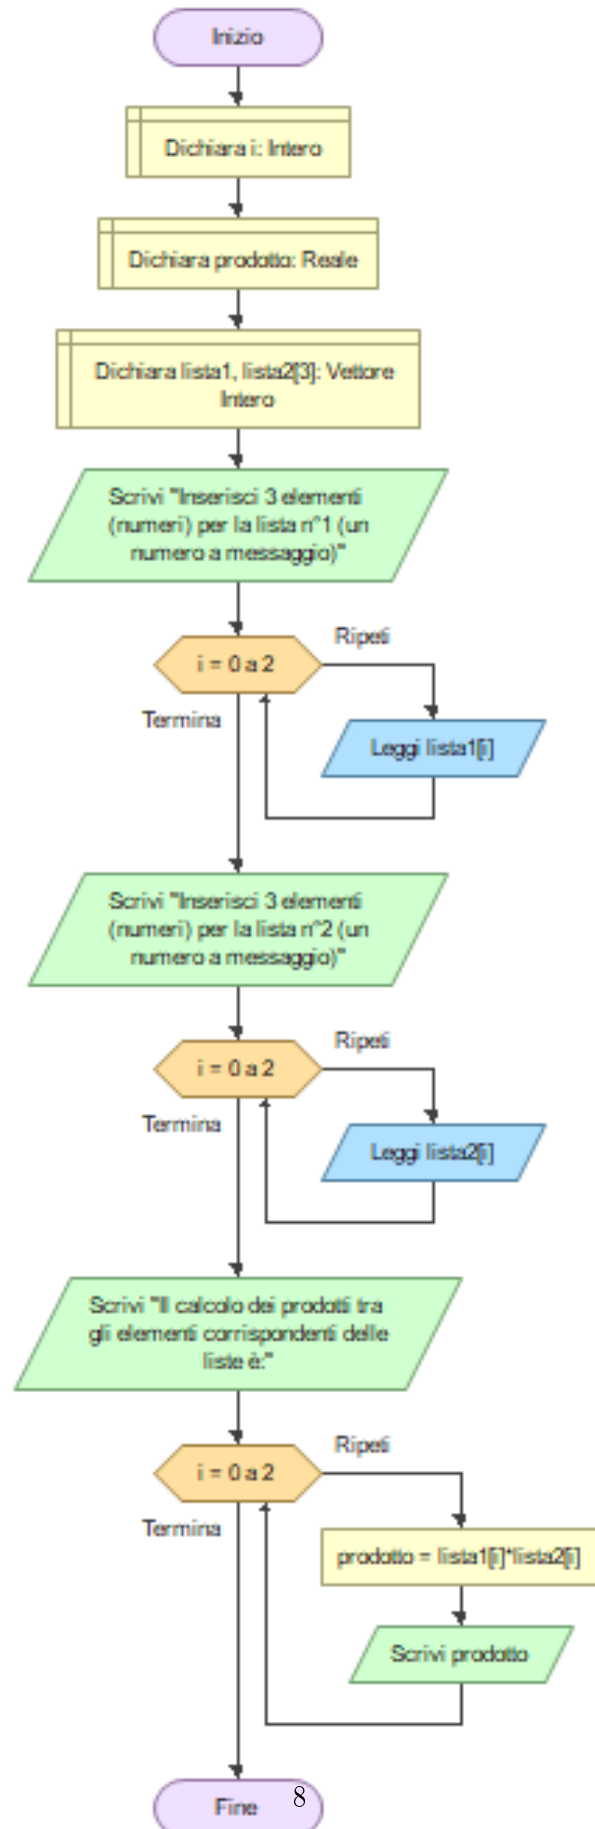 Inizio
Dichiara i: Intero
Dichiara prodotto: Reale
Dichiara lista1, lista2[3]: Vettore
Intero
Scrivi "Inserisci 3 elementi
(numeri) per la lista n°1 (un
numero a messaggio)"
Ripeti
i = 0 a 2
Termina
Leggi lista1[i]
Scrivi "Inserisci 3 elementi
(numeri) per la lista n°2 (un
numero a messaggio)"
Ripeti
i = 0 a 2
Termina
Leggi lista2[i]
Scrivi "Il calcolo dei prodotti tra
gli elementi corrispondenti delle
liste è:"
Ripeti
i = 0 a 2
Termina
prodotto = lista1[i]*lista2[i]
Scrivi prodotto
Fine
8